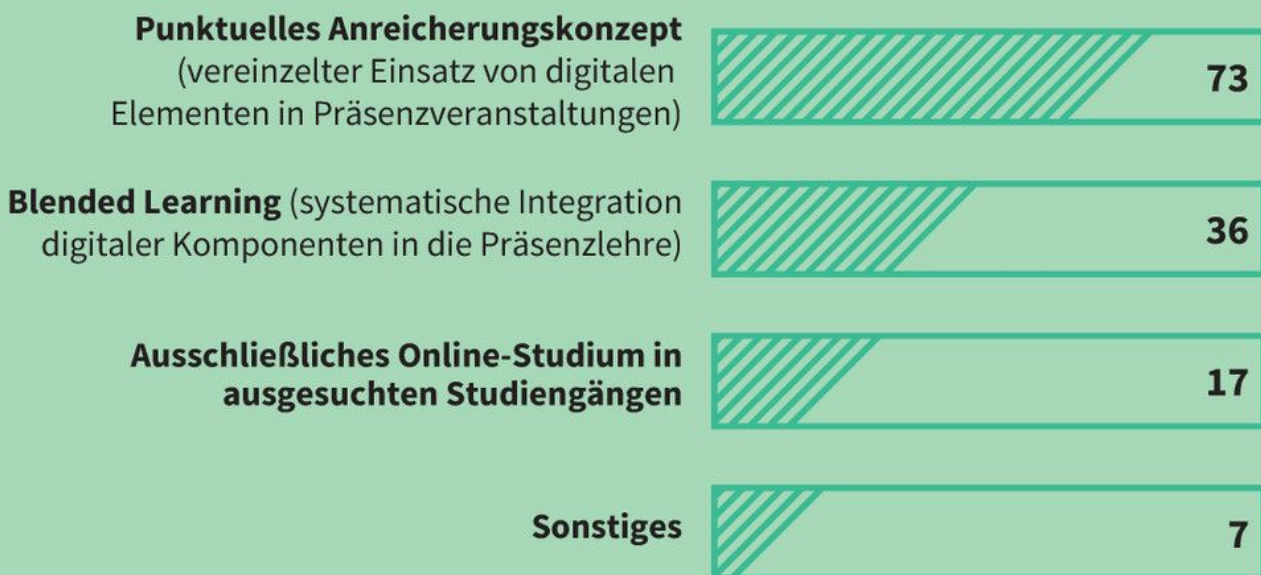 Punktuelles Anreicherungskonzept
(vereinzelter Einsatz von digitalen
Elementen in Präsenzveranstaltungen)
73
Blended Learning (systematische Integration
digitaler Komponenten in die Präsenzlehre)
36
Ausschließliches Online-Studium in
ausgesuchten Studiengängen
17
Sonstiges
7